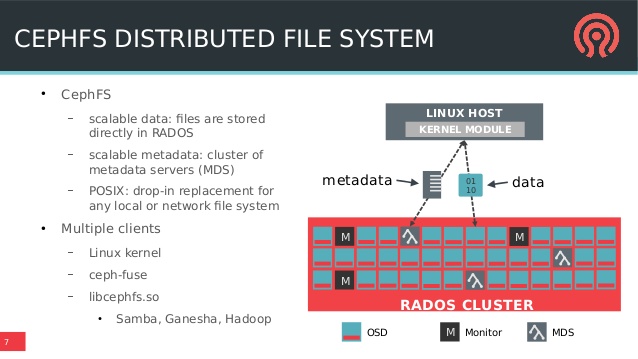 CEPHFS DISTRIBUTED FILE SYSTEM
• CephFS
– scalable data: files are stored
directly in RADOS
– scalable metadata: cluster of
metadata servers (MDS)
– POSIX: drop-in replacement for
any local or network file system
• Multiple clients
– Linux kernel
– ceph-fuse
– libcephfs.so
• Samba, Ganesha, Hadoop
LINUX HOST
KERNEL MODULE
metadata
01
10
data
M
M
M
RADOS CLUSTER
OSD
M
Monitor
MDS
7